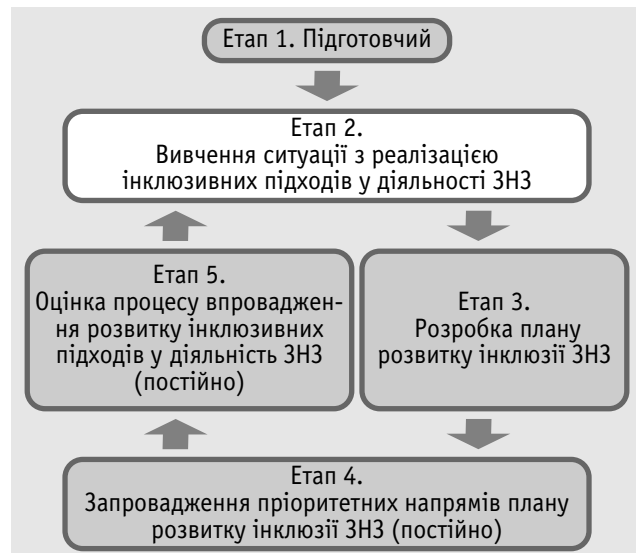 Етап 1. Підготовчий
Етап 2.
Вивчення ситуації з реалізацією
інклюзивних підходів у діяльності ЗНЗ
Етап 5.
Оцінка процесу впроваджен-
ня розвитку інклюзивних
підходів у діяльність ЗНЗ
(постійно)
Етап 3.
Розробка плану
розвитку інклюзії ЗНЗ
Етап 4.
Запровадження пріоритетних напрямів плану
розвитку інклюзії ЗНЗ (постійно)